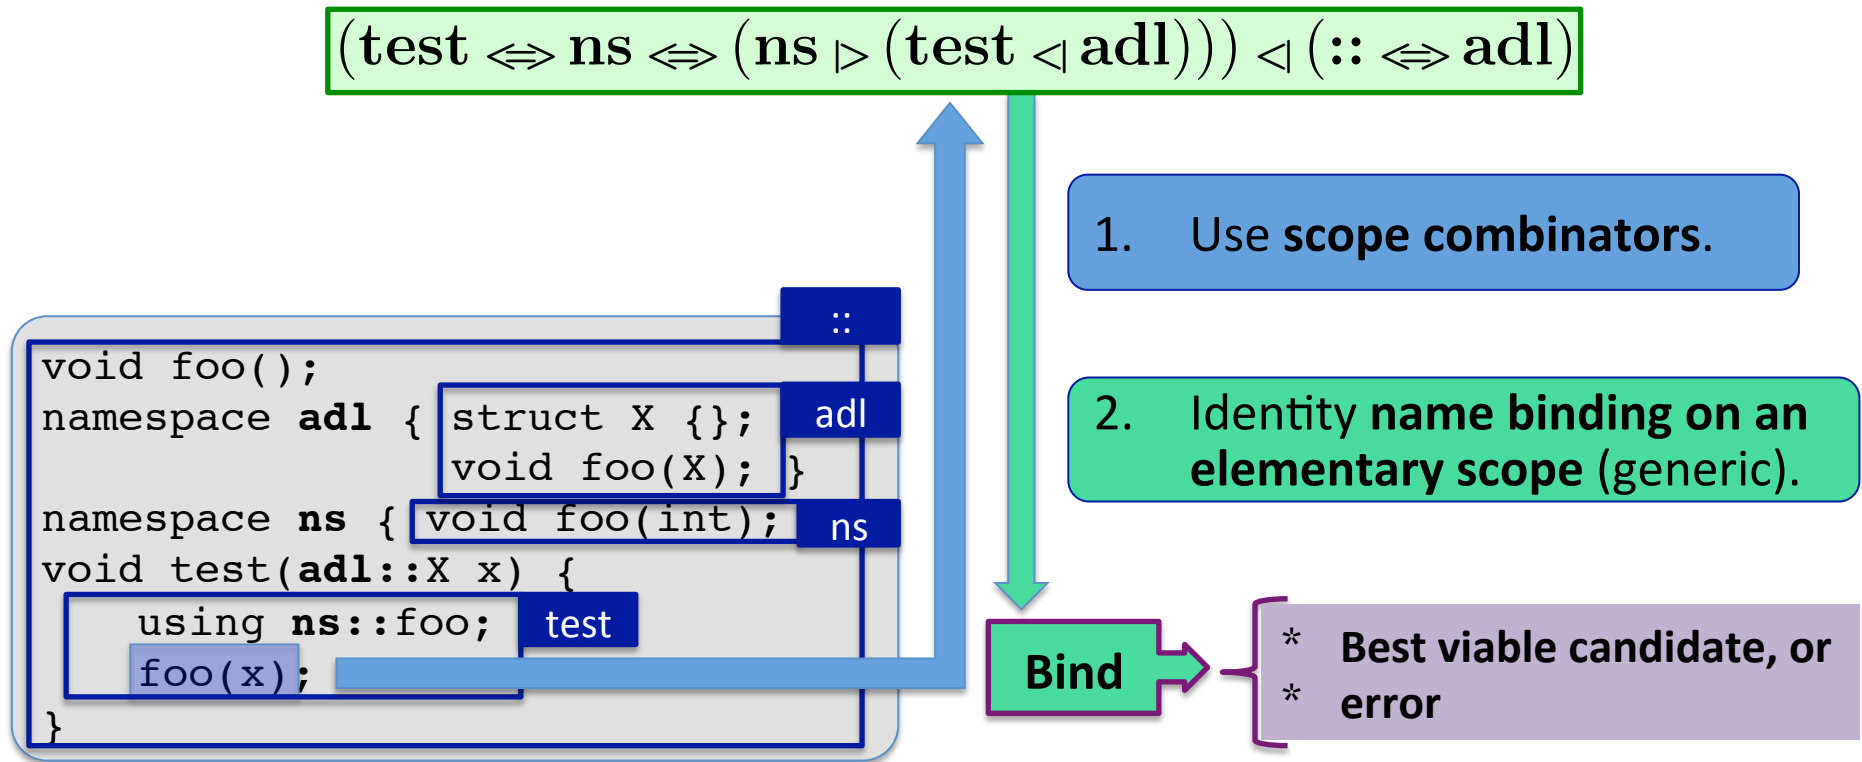 (test <=> ns <=> (ns |> (test <| adl))) <| (:: <=> adl)
1. Use scope combinators.
::
void foo();
namespace adl { struct X {};
adl
void foo(X); }
2. Identity name binding on an
elementary scope (generic).
namespace ns { void foo(int);
ns
void test(adl::X x) {
using ns::foo;
test
foo(x);
}
Bind
* Best viable candidate, or
* error